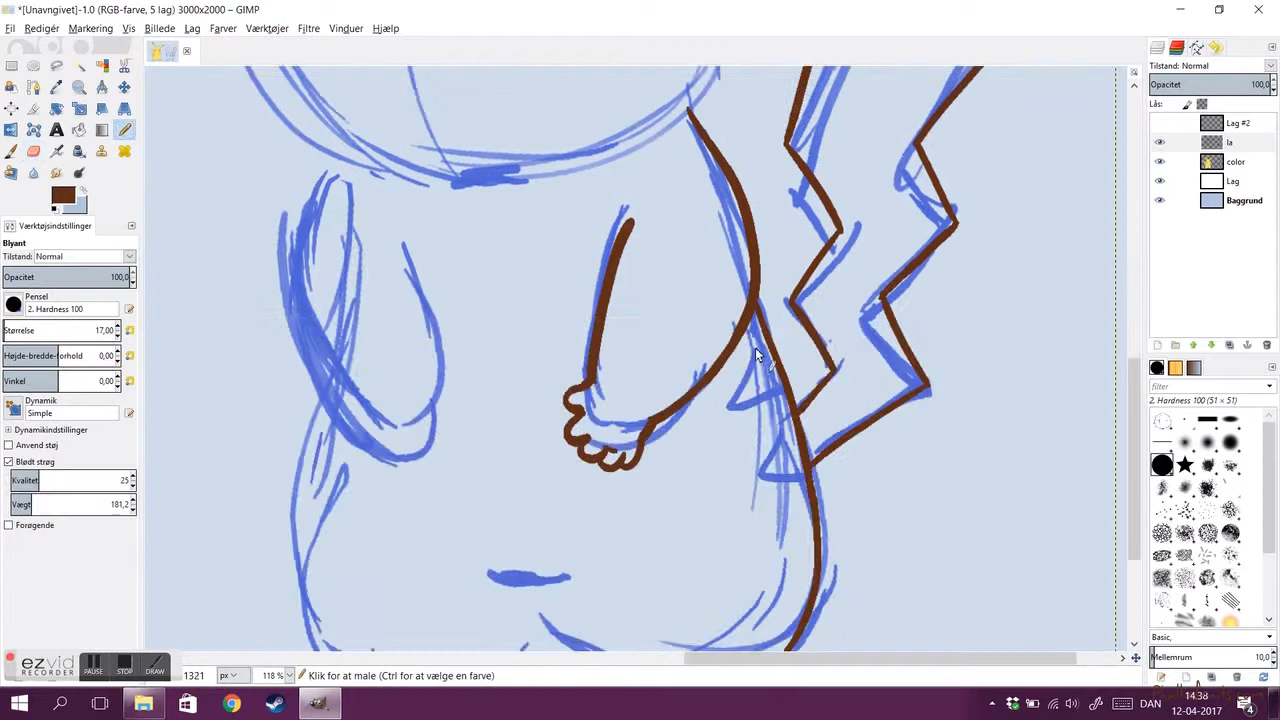 *[Unavngivet]-1.0 (RGB-farve, 5 lag) 3000x2000 – GIMP
Fil Redigér Markering Vis Billede Lag Farver Værktøjer Filtre Vinduer Hjælp
Værktøjsindstillinger
Blyant
Tilstand: Normal
Opacitet 100,0
Pensel
2. Hardness 100
Størrelse 17,00
Højde-bredde-forhold 0,00
Vinkel 0,00
Dynamik
Simple
Dynamikindstillinger
Anvend støj
Blødt strøg
Kvalitet 25
Vægt 181,2
Forøgende
Tilstand: Normal
Opacitet 100,0
Lås:
Lag #2
la
color
Lag
Baggrund
filter
2. Hardness 100 (51 × 51)
Basic,
Mellemrum 10,0
ezvid
RECORDER
PAUSE STOP DRAW
1321 px 118 % Klik for at male (Ctrl for at vælge en farve)
DAN
14.38
12-04-2017
4